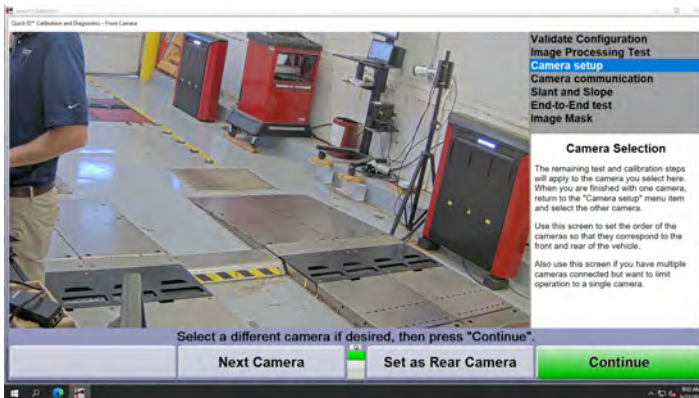 Quick ID™ Calibration and Diagnostics - Front Camera
Validate Configuration
Image Processing Test
Camera setup
Camera communication
Slant and Slope
End-to-End test
Image Mask
Camera Selection
The remaining test and calibration steps
will apply to the camera you select here.
When you are finished with one camera,
return to the "Camera setup" menu item
and select the other camera.
Use this screen to set the order of the
cameras so that they correspond to the
front and rear of the vehicle.
Also use this screen if you have multiple
cameras connected but want to limit
operation to a single camera.
Select a different camera if desired, then press "Continue".
Next Camera
Set as Rear Camera
Continue